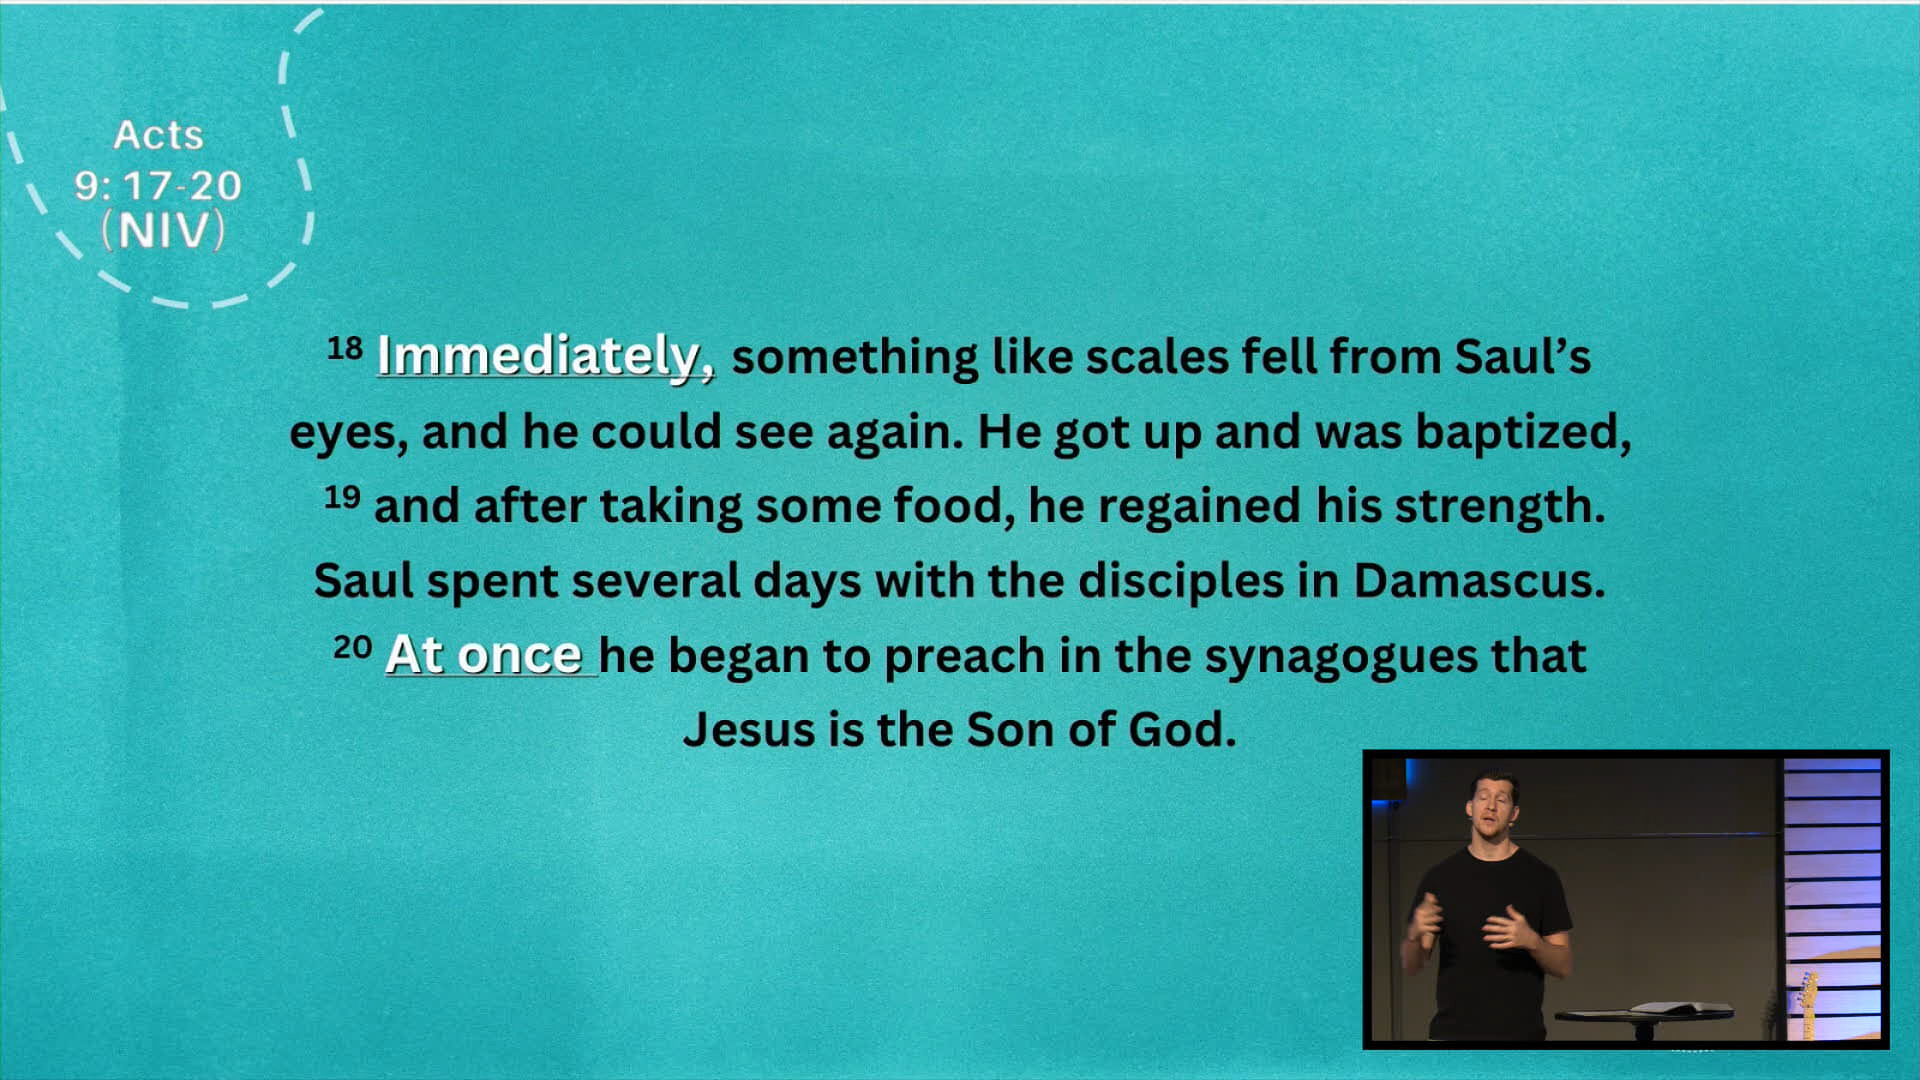 Acts
9: 17-20
(NIV)
18 Immediately, something like scales fell from Saul’s
eyes, and he could see again. He got up and was baptized,
19 and after taking some food, he regained his strength.
Saul spent several days with the disciples in Damascus.
20 At once he began to preach in the synagogues that
Jesus is the Son of God.